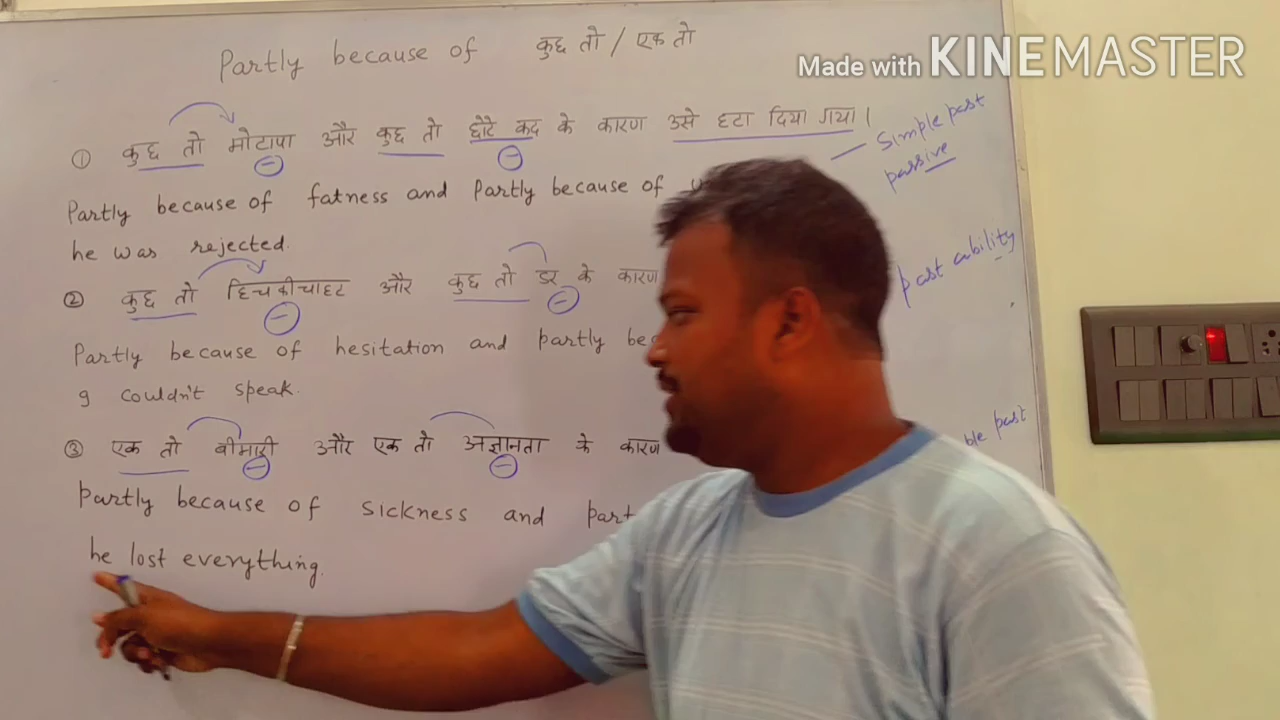 Partly because of कुछ तो / एक तो
Made with KINEMASTER
① कुछ तो मोटापा और कुछ तो छोटे कद के कारण उसे हटा दिया गया।
Simple past
passive
Partly because of fatness and Partly because of
he was rejected.
② कुछ तो हिचकीचाहट और कुछ तो डर के कारण
past ability
Partly because of hesitation and partly
I couldn't speak.
③ एक तो बीमारी और एक तो अज्ञानता के कारण
past
Partly because of sickness and
he lost everything.